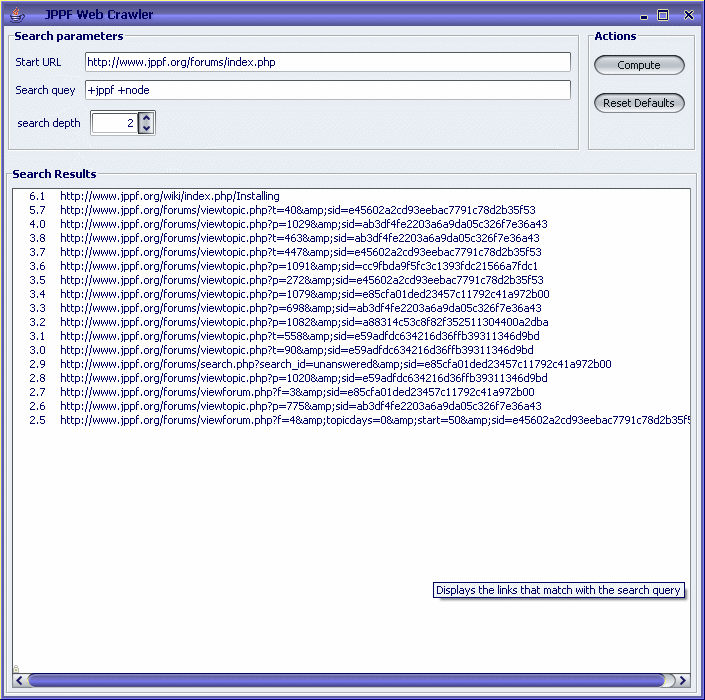 JPPF Web Crawler
Search parameters
Start URL http://www.jppf.org/forums/index.php
Search quey +jppf +node
search depth 2
Actions
Compute
Reset Defaults
Search Results
6.1 http://www.jppf.org/wiki/index.php/Installing
5.7 http://www.jppf.org/forums/viewtopic.php?t=40&amp;sid=e45602a2cd93eebac7791c78d2b35f53
4.0 http://www.jppf.org/forums/viewtopic.php?p=1029&amp;sid=ab3df4fe2203a6a9da05c326f7e36a43
3.8 http://www.jppf.org/forums/viewtopic.php?t=463&amp;sid=ab3df4fe2203a6a9da05c326f7e36a43
3.7 http://www.jppf.org/forums/viewtopic.php?t=447&amp;sid=e45602a2cd93eebac7791c78d2b35f53
3.6 http://www.jppf.org/forums/viewtopic.php?p=1091&amp;sid=cc9fbda9f5fc3c1393fdc21566a7fdc1
3.5 http://www.jppf.org/forums/viewtopic.php?p=272&amp;sid=e45602a2cd93eebac7791c78d2b35f53
3.4 http://www.jppf.org/forums/viewtopic.php?p=1079&amp;sid=e85cfa01ded23457c11792c41a972b00
3.3 http://www.jppf.org/forums/viewtopic.php?p=698&amp;sid=ab3df4fe2203a6a9da05c326f7e36a43
3.2 http://www.jppf.org/forums/viewtopic.php?p=1082&amp;sid=a88314c53c8f82f352511304400a2dba
3.1 http://www.jppf.org/forums/viewtopic.php?t=558&amp;sid=e59adfdc634216d36ffb39311346d9bd
3.0 http://www.jppf.org/forums/viewtopic.php?t=90&amp;sid=e59adfdc634216d36ffb39311346d9bd
2.9 http://www.jppf.org/forums/search.php?search_id=unanswered&amp;sid=e85cfa01ded23457c11792c41a972b00
2.8 http://www.jppf.org/forums/viewtopic.php?p=1020&amp;sid=e59adfdc634216d36ffb39311346d9bd
2.7 http://www.jppf.org/forums/viewforum.php?f=3&amp;sid=e85cfa01ded23457c11792c41a972b00
2.6 http://www.jppf.org/forums/viewtopic.php?p=775&amp;sid=ab3df4fe2203a6a9da05c326f7e36a43
2.5 http://www.jppf.org/forums/viewforum.php?f=4&amp;topicdays=0&amp;start=50&amp;sid=e45602a2cd93eebac7791c78d2b35f5
Displays the links that match with the search query